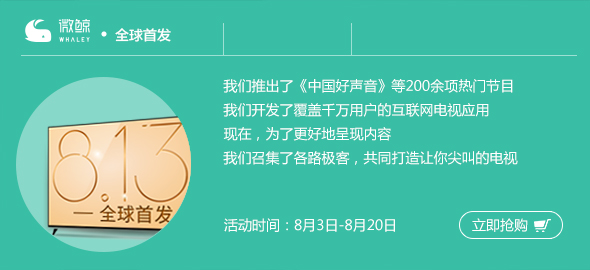 微鲸
WHALEY
• 全球首发
我们推出了《中国好声音》等200余项热门节目
我们开发了覆盖千万用户的互联网电视应用
现在，为了更好地呈现内容
我们召集了各路极客，共同打造让你尖叫的电视
8.13
一 全球首发
活动时间：8月3日-8月20日
立即抢购